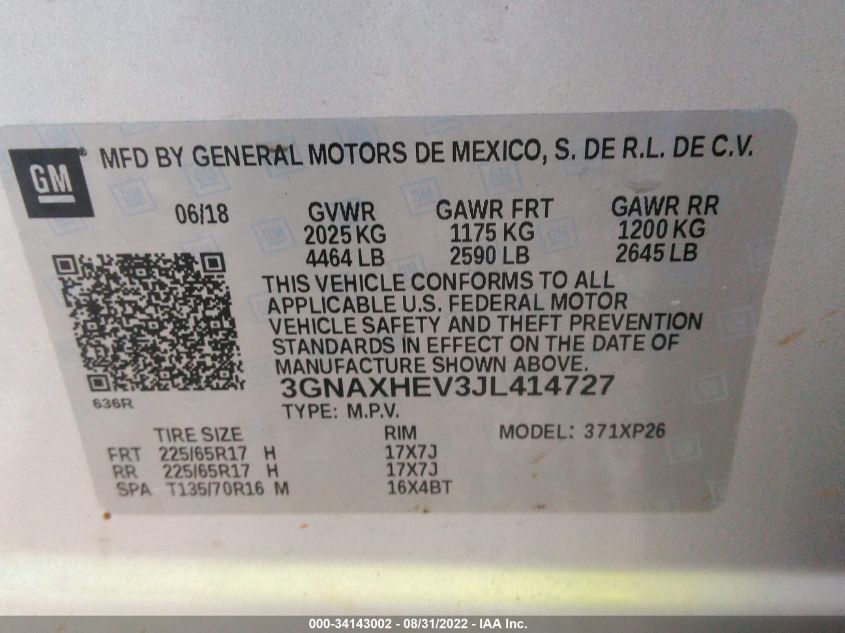 GM
MFD BY GENERAL MOTORS DE MEXICO, S. DE R.L. DE C.V.
06/18 GVWR GAWR FRT GAWR RR
2025 KG 1175 KG 1200 KG
4464 LB 2590 LB 2645 LB
THIS VEHICLE CONFORMS TO ALL
APPLICABLE U.S. FEDERAL MOTOR
VEHICLE SAFETY AND THEFT PREVENTION
STANDARDS IN EFFECT ON THE DATE OF
MANUFACTURE SHOWN ABOVE.
3GNAXHEV3JL414727
636R
TYPE: M.P.V.
TIRE SIZE RIM MODEL: 371XP26
FRT 225/65R17 H 17X7J
RR 225/65R17 H 17X7J
SPA T135/70R16 M 16X4BT
000-34143002 - 08/31/2022 - IAA Inc.